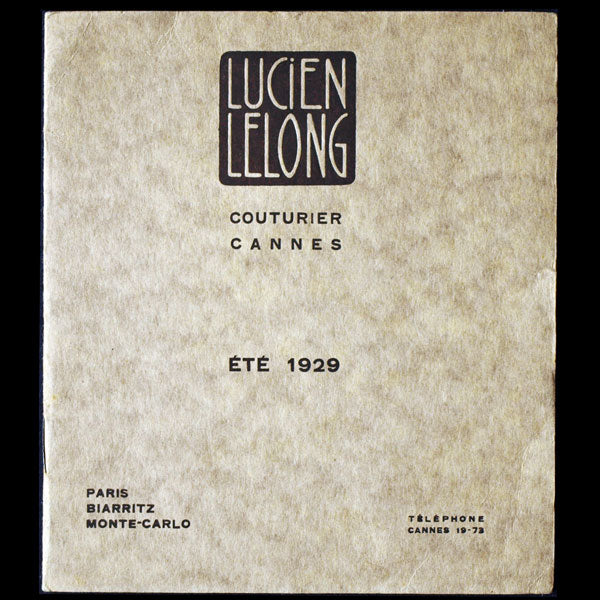 LUCiEN
LELONG
COUTURIER
CANNES
ÉTÉ 1929
PARIS
BIARRITZ
MONTE-CARLO
TÉLÉPHONE
CANNES 19-73